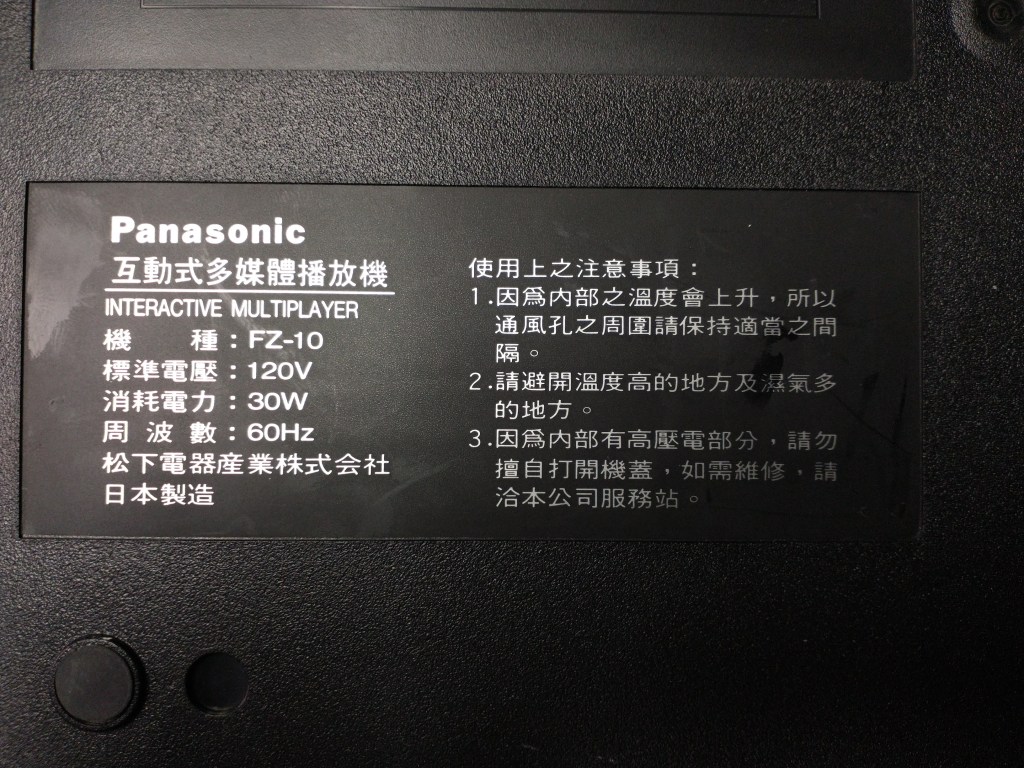 Panasonic
互動式多媒體播放機
INTERACTIVE MULTIPLAYER
機 種：FZ-10
標準電壓：120V
消耗電力：30W
周 波 數：60Hz
松下電器産業株式会社
日本製造
使用上之注意事項：
1.因爲內部之溫度會上升，所以
通風孔之周圍請保持適當之間
隔。
2.請避開溫度高的地方及濕氣多
的地方。
3.因爲內部有高壓電部分，請勿
擅自打開機蓋，如需維修，請
洽本公司服務站。